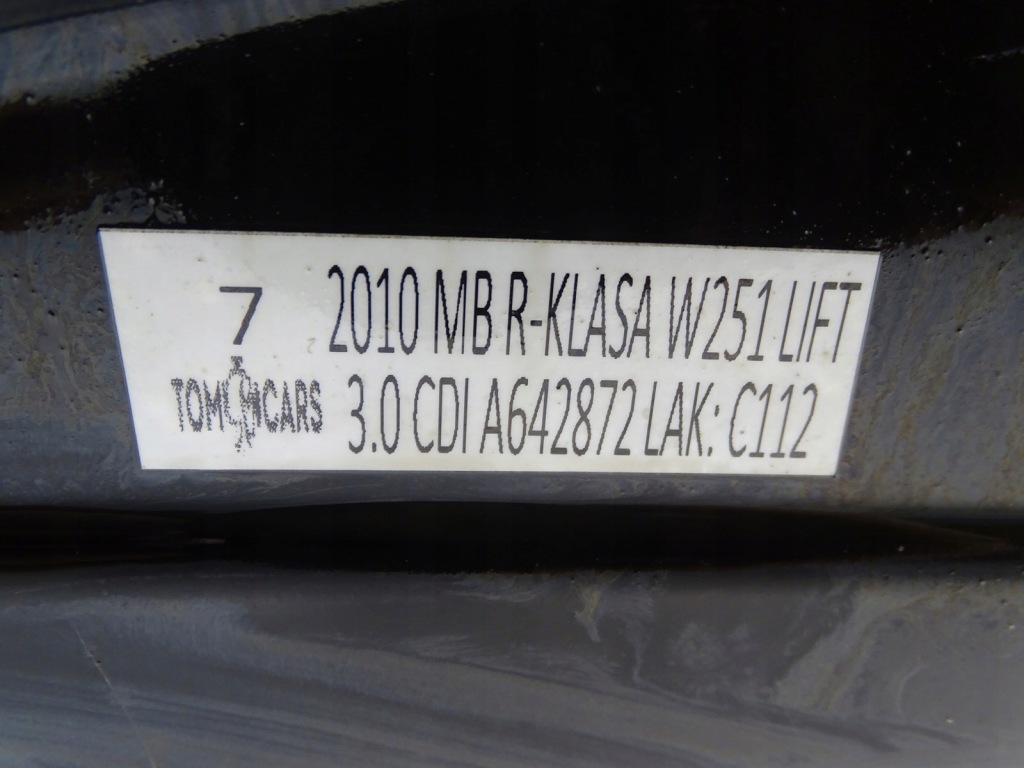 7
TOM CARS
2010 MB R-KLASA W251 LIFT
3.0 CDI A642872 LAK: C112